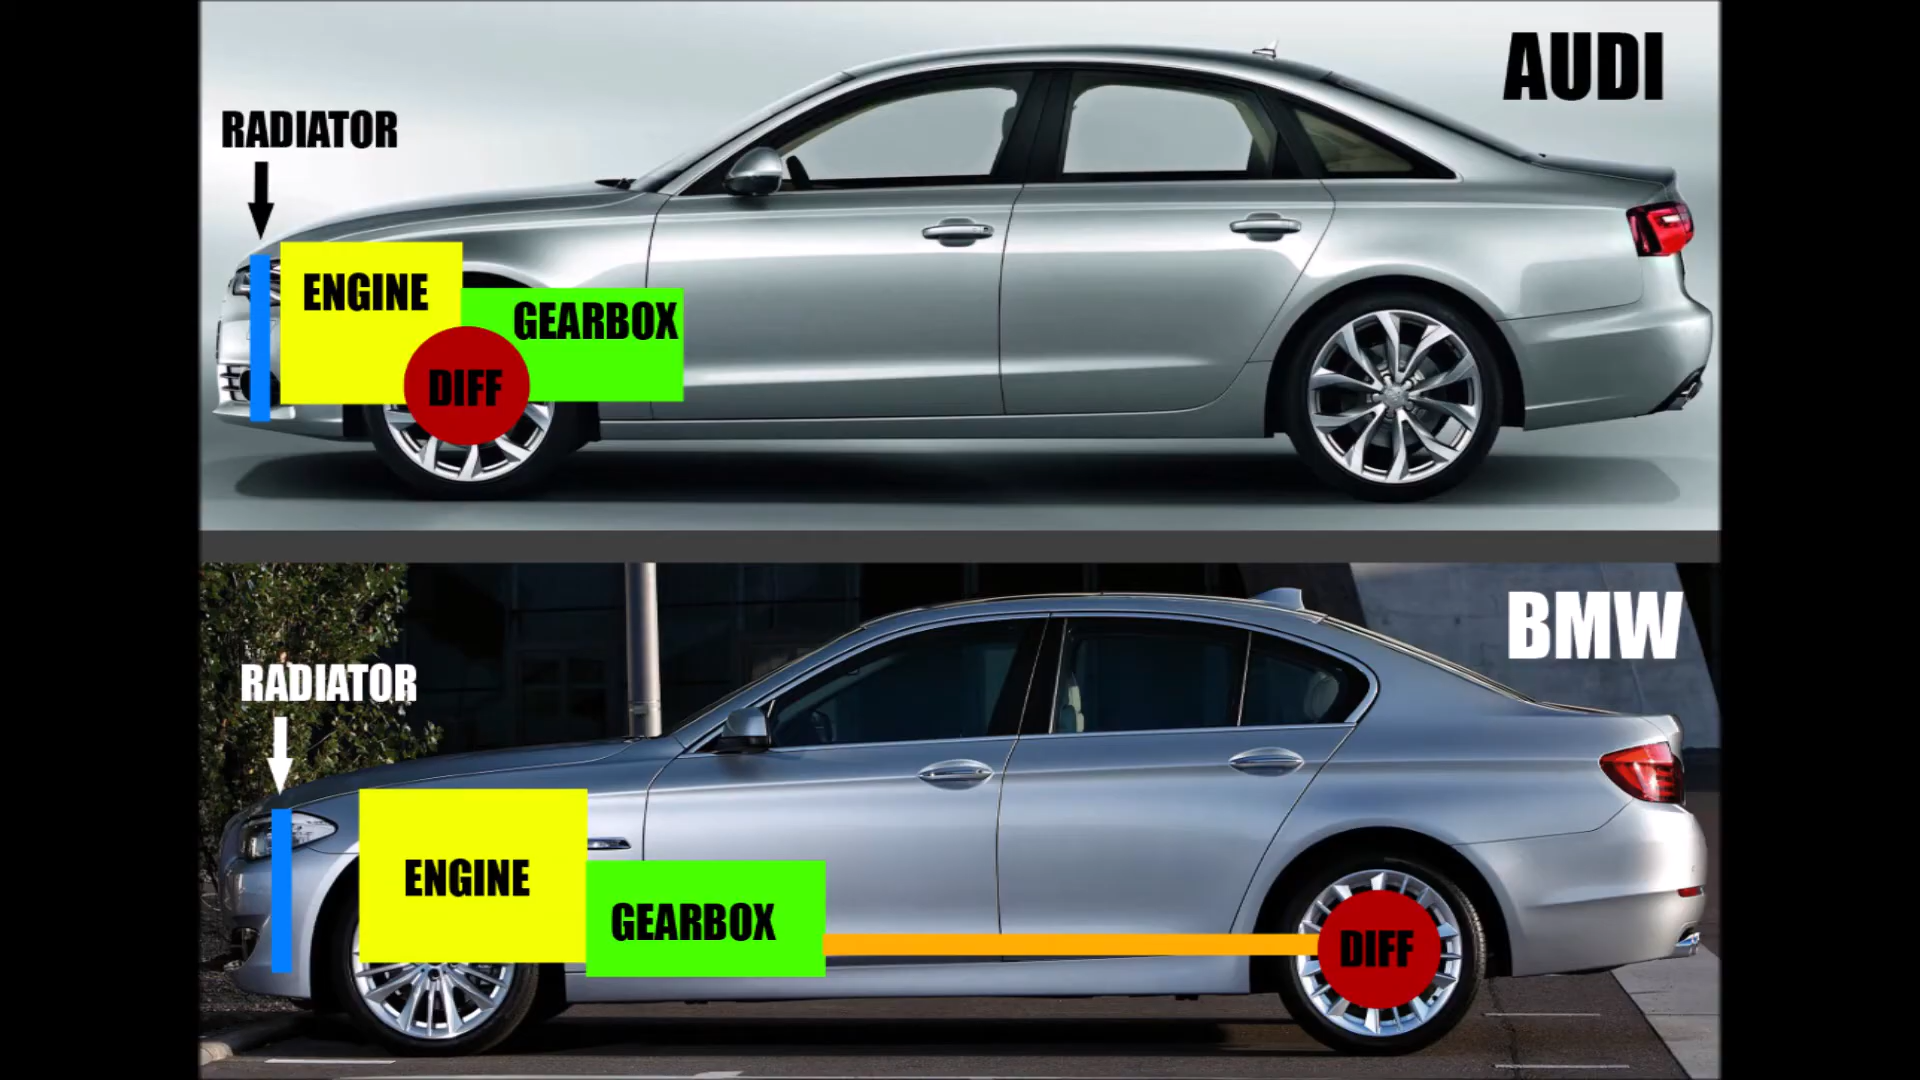 AUDI
RADIATOR
ENGINE
GEARBOX
DIFF
BMW
RADIATOR
ENGINE
GEARBOX
DIFF